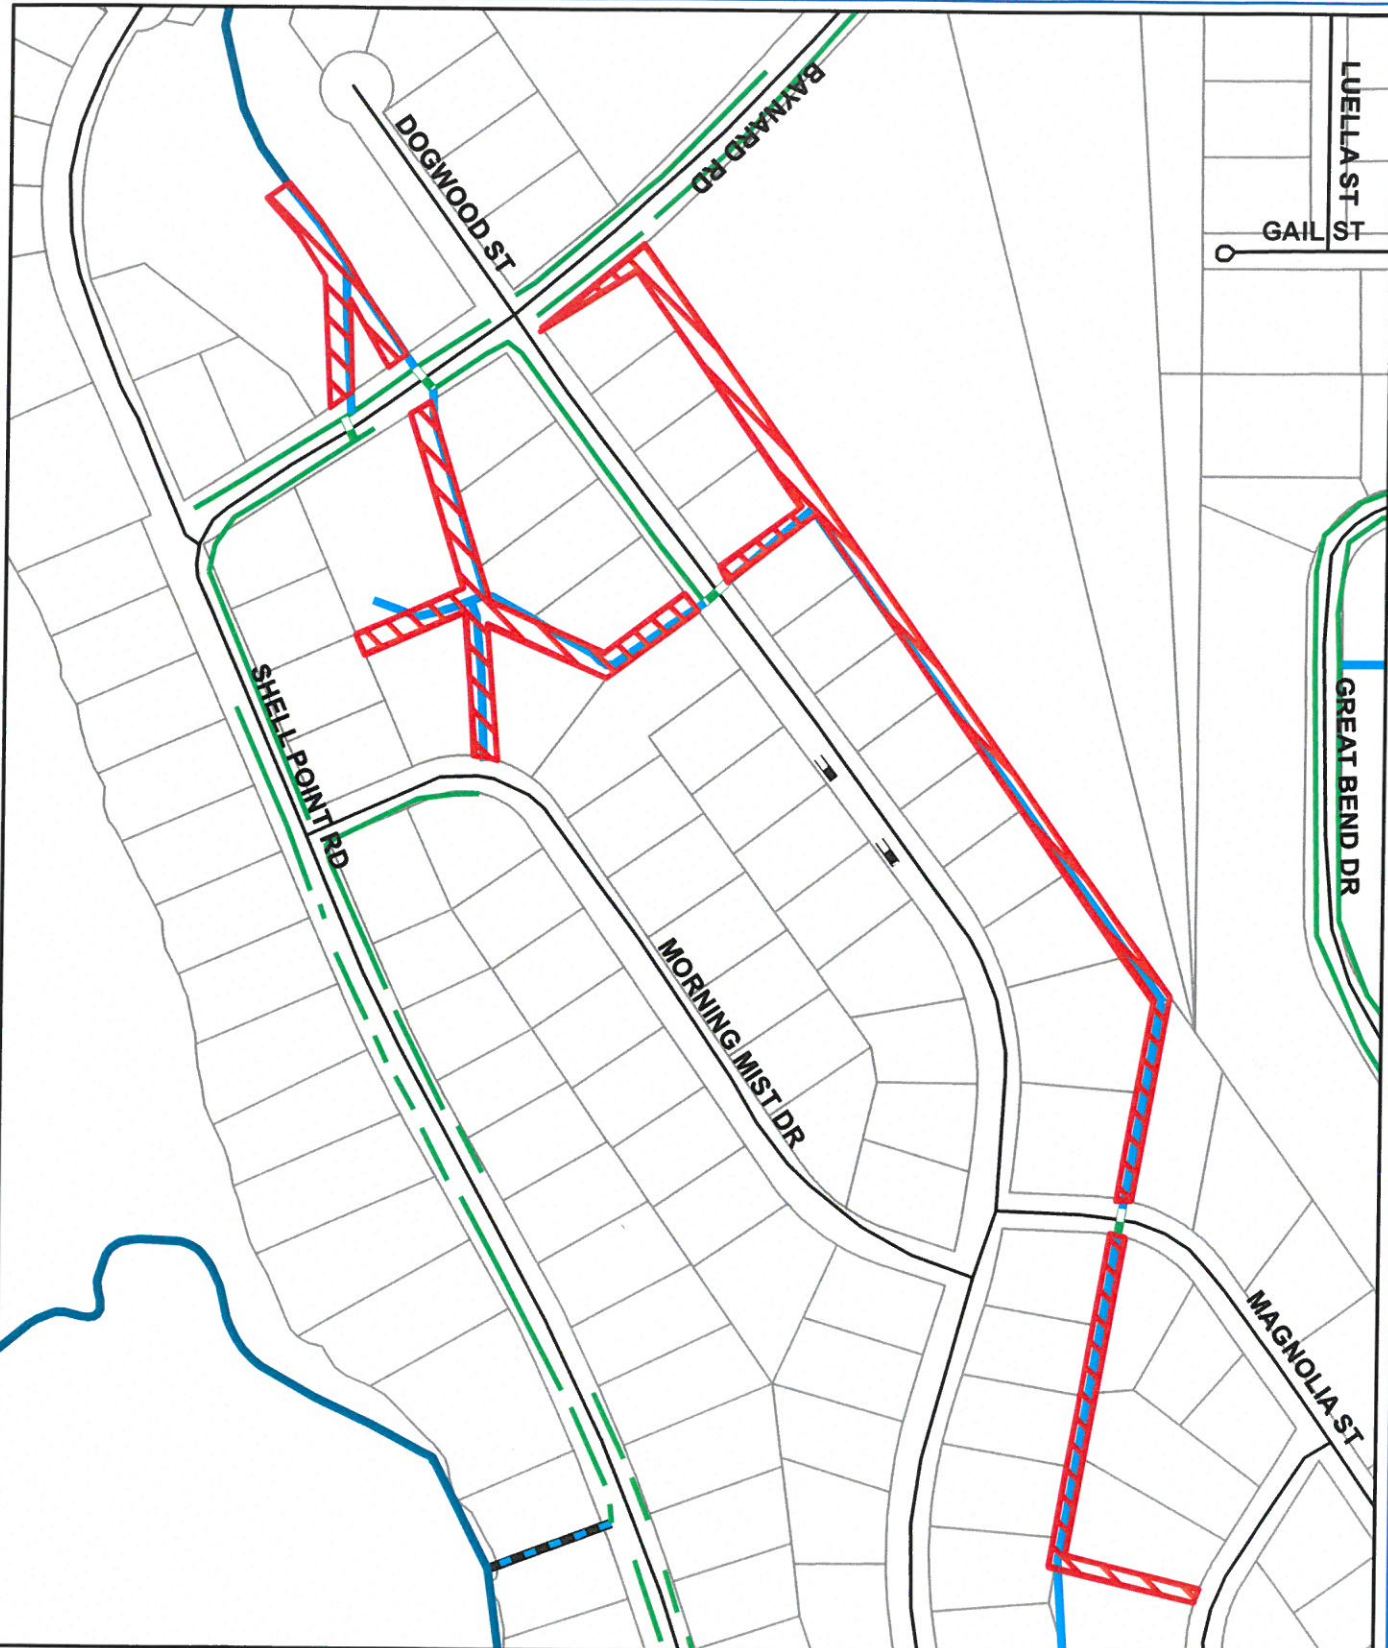 BAYNARD RD
LUELLA ST
DOGWOOD ST
GAIL ST
SHELL POINT RD
GREAT BEND DR
MORNING MIST DR
MAGNOLIA ST